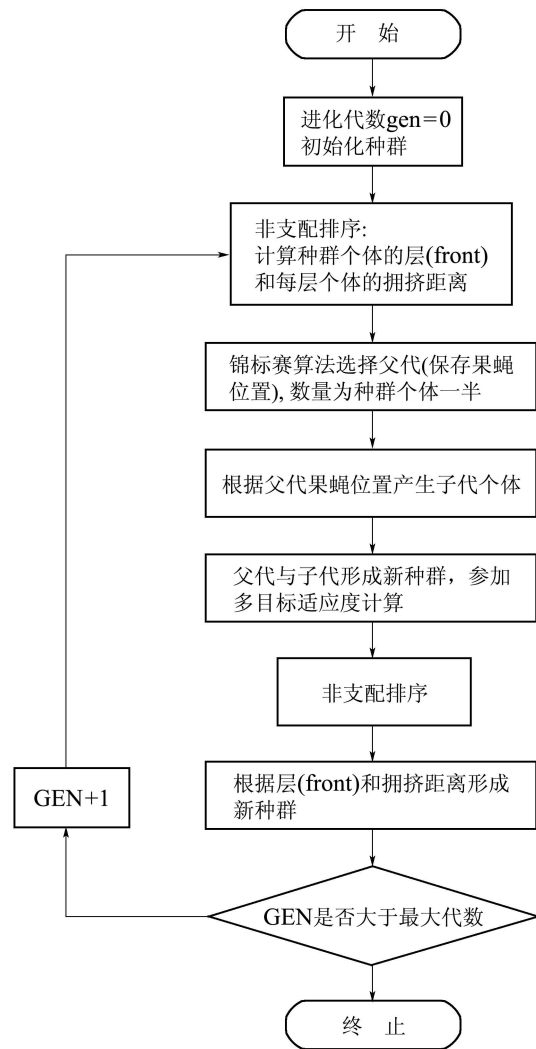 开 始
进化代数gen=0
初始化种群
非支配排序:
计算种群个体的层(front)
和每层个体的拥挤距离
锦标赛算法选择父代(保存果蝇
位置), 数量为种群个体一半
根据父代果蝇位置产生子代个体
父代与子代形成新种群，参加
多目标适应度计算
非支配排序
根据层(front)和拥挤距离形成
新种群
GEN+1
GEN是否大于最大代数
终 止